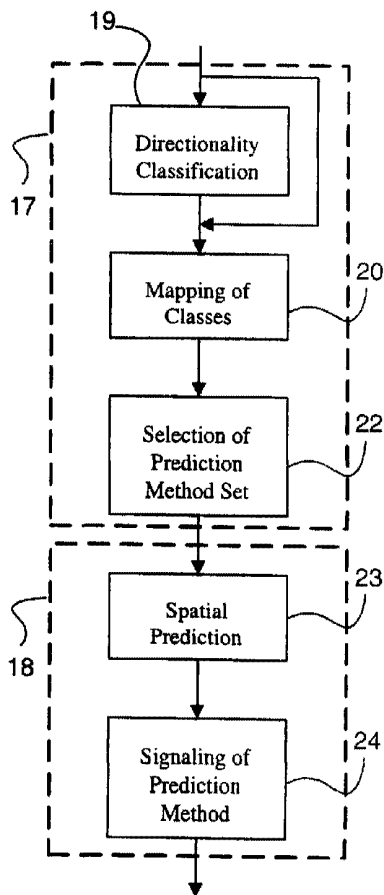 19
Directionality
Classification
17
20
Mapping of
Classes
Selection of
Prediction
Method Set
22
23
Spatial
Prediction
18
24
Signaling of
Prediction
Method